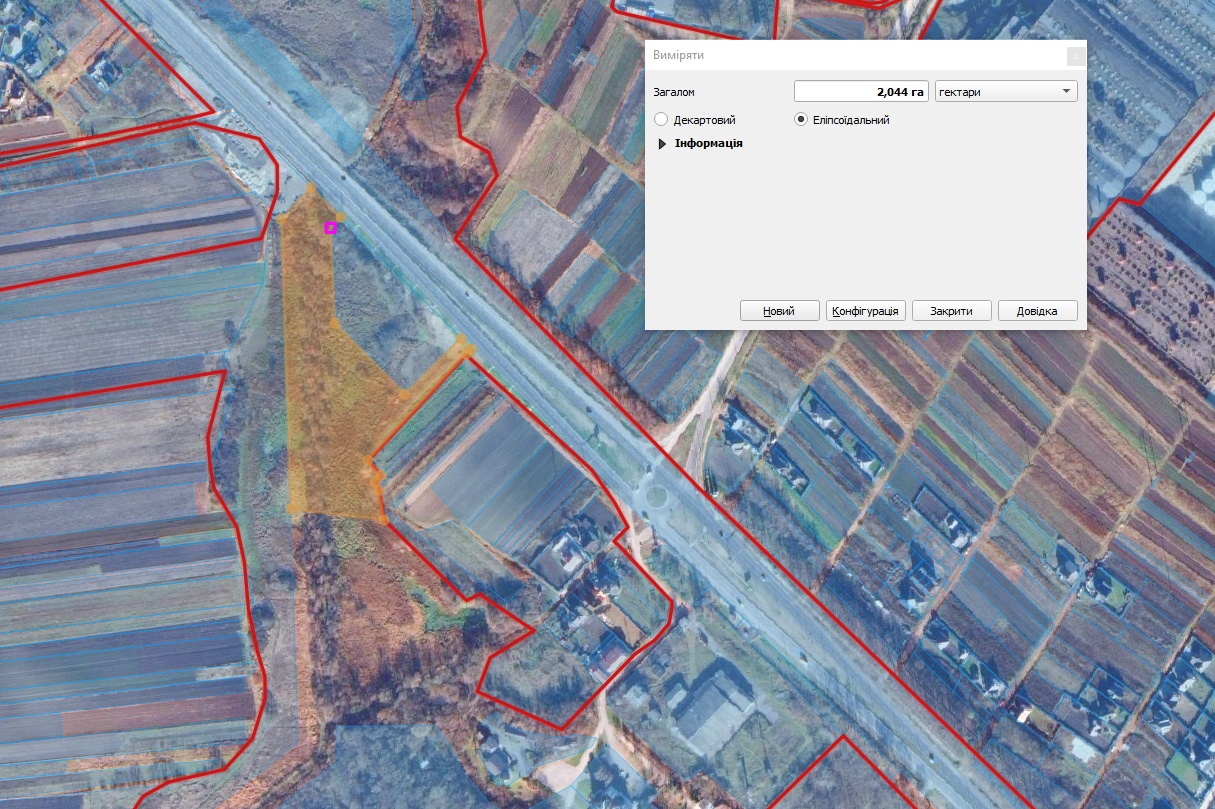 Виміряти
Загалом 2,044 га гектари
Декартовий Еліпсоїдальний
Інформація
Новий Конфігурація Закрити Довідка